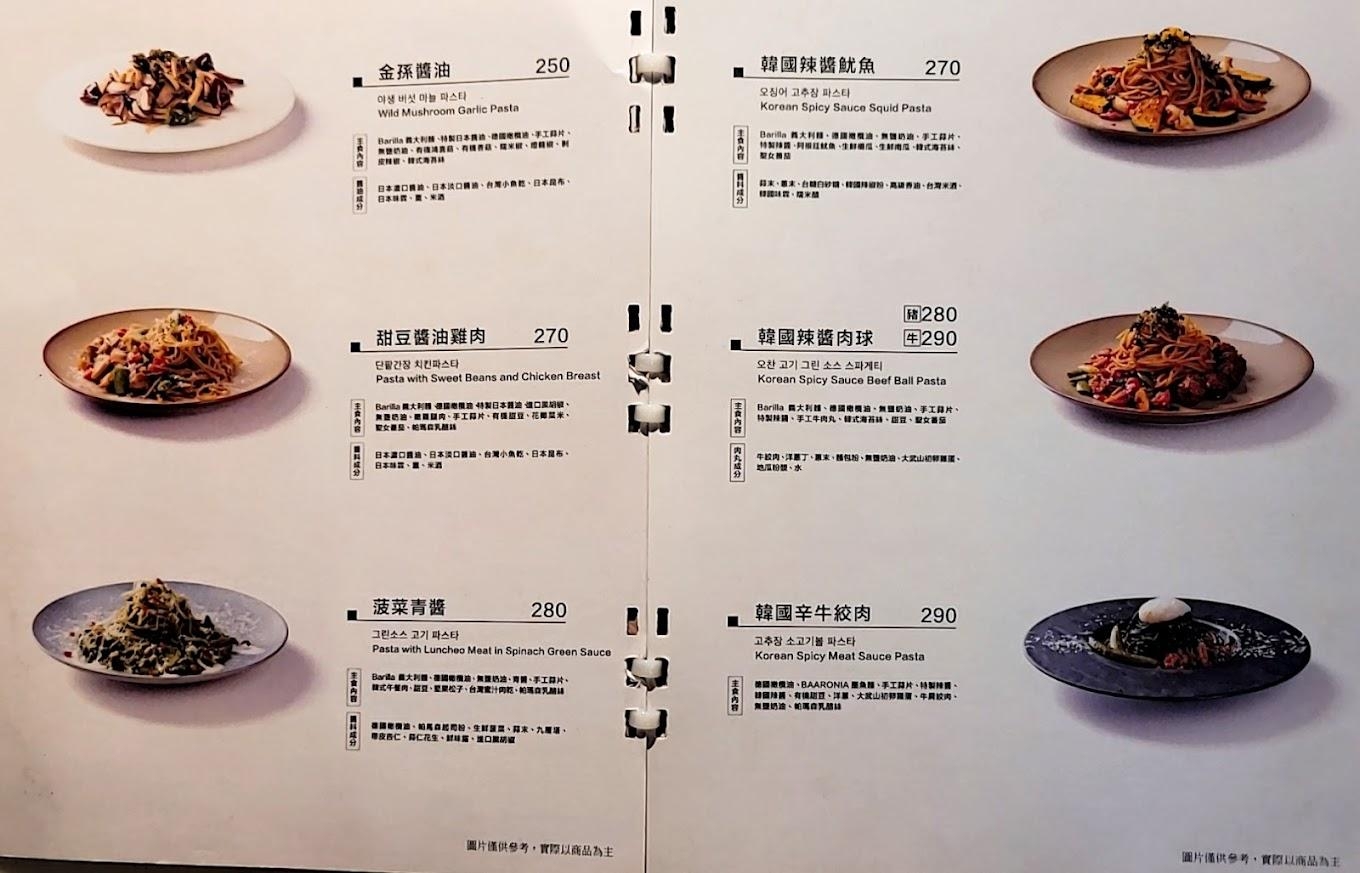 金孫醬油 250
야생 버섯 마늘 파스타
Wild Mushroom Garlic Pasta
主食內容
Barilla 義大利麵、特製日本醬油、德國橄欖油、手工蒜片、
無鹽奶油、有機鴻喜菇、有機香菇、糯米椒、燈籠椒、剝
皮辣椒、韓式海苔絲
醬油成分
日本濃口醬油、日本淡口醬油、台灣小魚乾、日本昆布、
日本味霖、薑、米酒
甜豆醬油雞肉 270
단팥간장 치킨파스타
Pasta with Sweet Beans and Chicken Breast
主食內容
Barilla 義大利麵、德國橄欖油、特製日本醬油、進口黑胡椒、
無鹽奶油、嫩雞腿肉、手工蒜片、有機甜豆、花椰菜米、
聖女番茄、帕瑪森乳酪絲
醬料成分
日本濃口醬油、日本淡口醬油、台灣小魚乾、日本昆布、
日本味霖、薑、米酒
菠菜青醬 280
그린소스 고기 파스타
Pasta with Luncheo Meat in Spinach Green Sauce
主食內容
Barilla 義大利麵、德國橄欖油、無鹽奶油、青醬、手工蒜片、
韓式午餐肉、甜豆、堅果松子、台灣蜜汁肉乾、帕瑪森乳酪絲
醬料成分
德國橄欖油、帕馬森起司粉、生鮮菠菜、蒜末、九層塔、
帶皮杏仁、蒜仁花生、鮮味露、進口黑胡椒
圖片僅供參考，實際以商品為主
韓國辣醬魷魚 270
오징어 고추장 파스타
Korean Spicy Sauce Squid Pasta
主食內容
Barilla 義大利麵、德國橄欖油、無鹽奶油、手工蒜片、
特製辣醬、阿根廷魷魚、生鮮櫛瓜、生鮮南瓜、韓式海苔絲、
聖女番茄
醬料成分
蒜末、蔥末、台糖白砂糖、韓國辣椒粉、高級香油、台灣米酒、
韓國味霖、糯米醋
豬280
韓國辣醬肉球 牛290
오찬 고기 그린 소스 스파게티
Korean Spicy Sauce Beef Ball Pasta
主食內容
Barilla 義大利麵、德國橄欖油、無鹽奶油、手工蒜片、
特製辣醬、手工牛肉丸、韓式海苔絲、甜豆、聖女番茄
肉丸成分
牛絞肉、洋蔥丁、蔥末、麵包粉、無鹽奶油、大武山初卵雞蛋、
地瓜粉漿、水
韓國辛牛絞肉 290
고추장 소고기볼 파스타
Korean Spicy Meat Sauce Pasta
主食內容
德國橄欖油、BAARONIA 墨魚麵、手工蒜片、特製辣醬、
韓國辣醬、有機甜豆、洋蔥、大武山初卵雞蛋、牛肩絞肉、
無鹽奶油、帕瑪森乳酪絲
圖片僅供參考，實際以商品為主